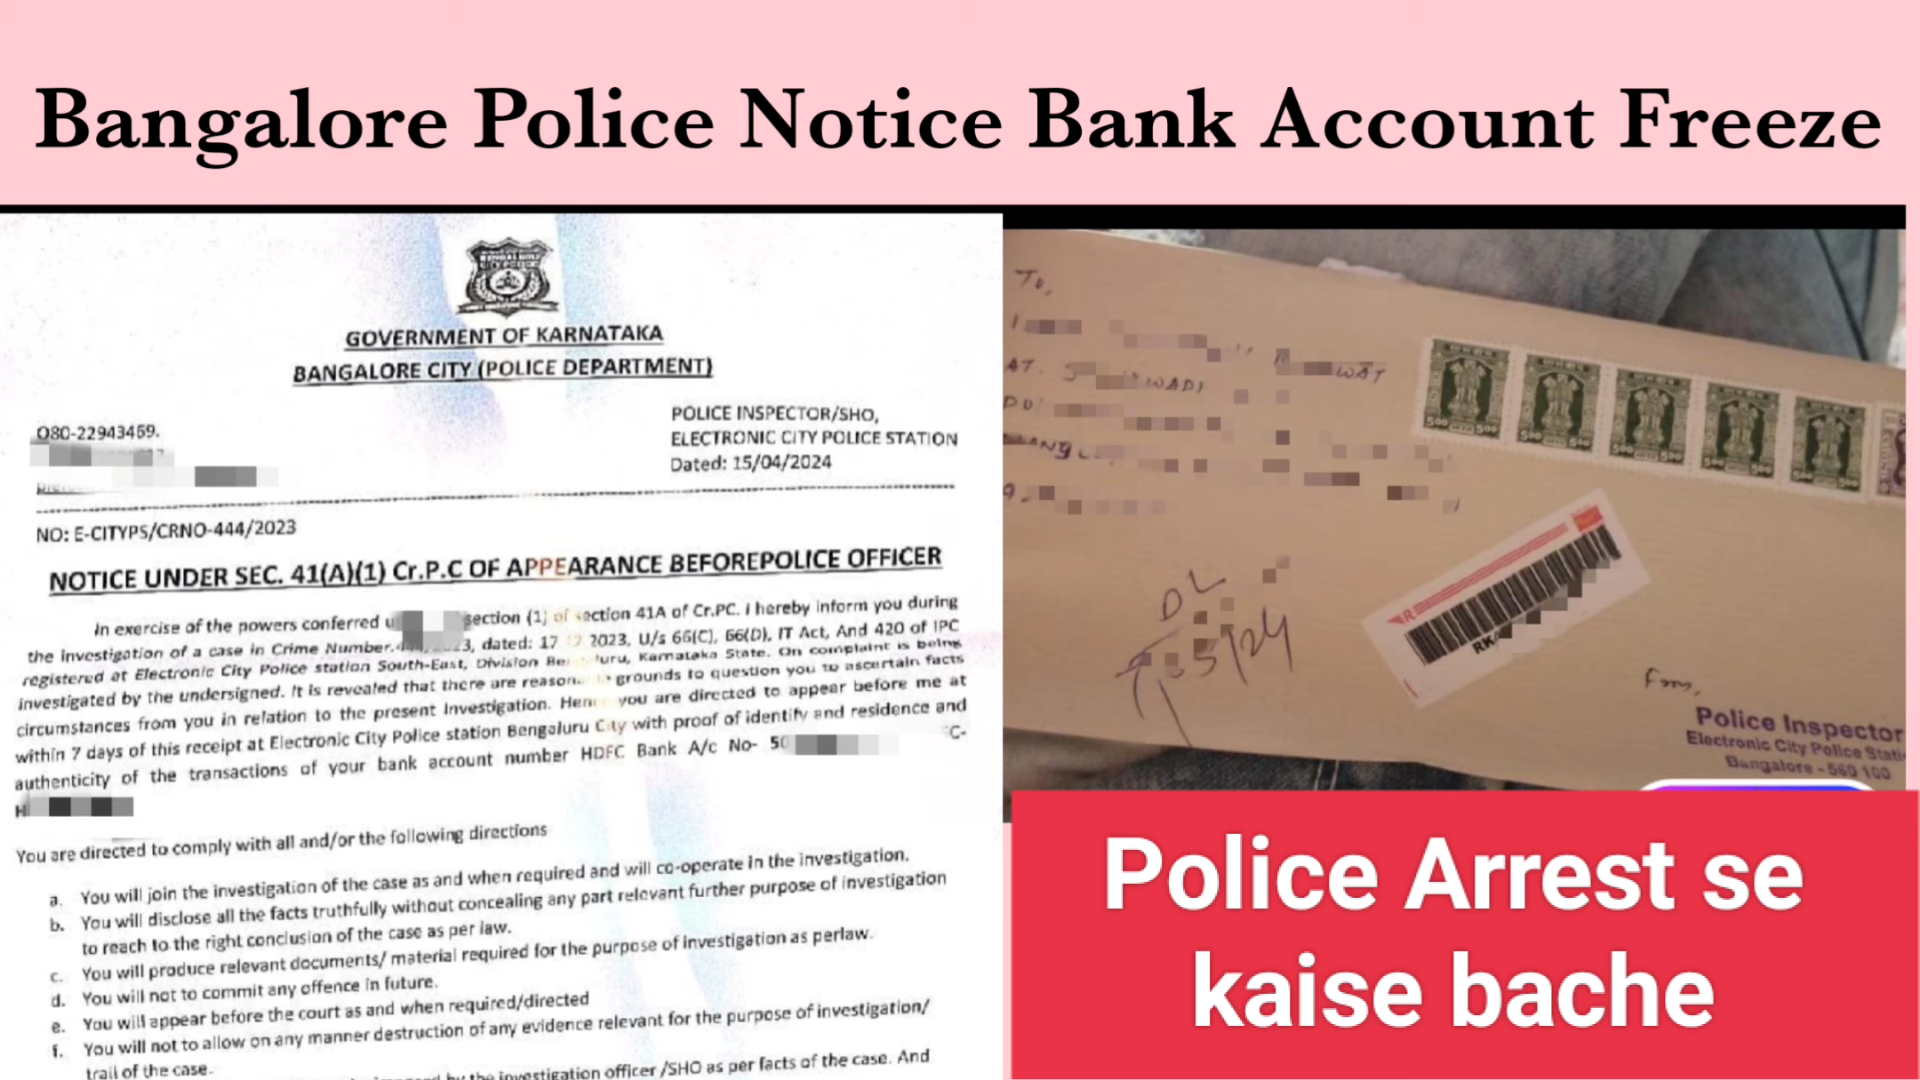 Bangalore Police Notice Bank Account Freeze
GOVERNMENT OF KARNATAKA
BANGALORE CITY (POLICE DEPARTMENT)
O80-22943469.
POLICE INSPECTOR/SHO,
ELECTRONIC CITY POLICE STATION
Dated: 15/04/2024
NO: E-CITYPS/CRNO-444/2023
NOTICE UNDER SEC. 41(A)(1) Cr.P.C OF APPEARANCE BEFOREPOLICE OFFICER
In exercise of the powers conferred section (1) of section 41A of Cr.PC. I hereby inform you during
the investigation of a case in Crime Number. dated: 17 2023, U/s 66(C), 66(D), IT Act, And 420 of IPC
registered at Electronic City Police station South-East, Division Karnataka State. On complaint is being
investigated by the undersigned. It is revealed that there are grounds to question you to ascertain facts
circumstances from you in relation to the present Investigation. you are directed to appear before me at
within 7 days of this receipt at Electronic City Police station Bengaluru City with proof of identify and residence and
authenticity of the transactions of your bank account number HDFC Bank A/c No- 50 C-
H
You are directed to comply with all and/or the following directions
a. You will join the investigation of the case as and when required and will co-operate in the investigation.
b. You will disclose all the facts truthfully without concealing any part relevant further purpose of investigation
to reach to the right conclusion of the case as per law.
c. You will produce relevant documents/ material required for the purpose of investigation as perlaw.
d. You will not to commit any offence in future.
e. You will appear before the court as and when required/directed
f. You will not to allow on any manner destruction of any evidence relevant for the purpose of investigation/
trail of the case.
by the investigation officer /SHO as per facts of the case. And
To,
WAT
AT. WADI
DL
5/24
RK
From,
Police Inspector
Electronic City Police Stati
Bangalore - 560 100
Police Arrest se
kaise bache